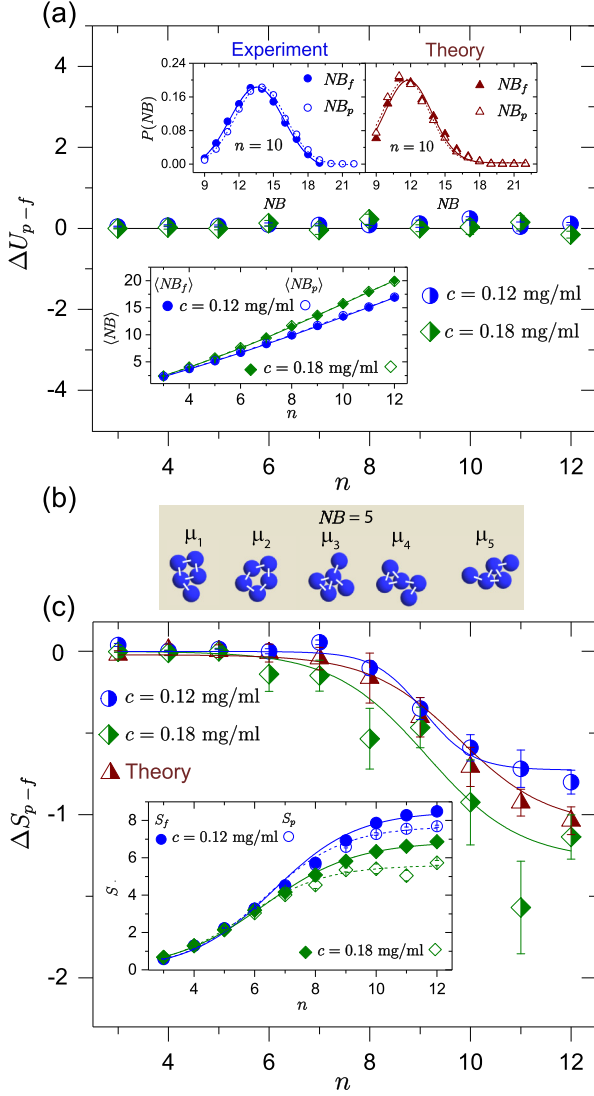 (a)
Experiment
Theory
0.24
0.16
0.08
0.00
P(NB)
NB_f
NB_p
n = 10
NB_f
NB_p
n = 10
9 12 15 18 21
9 12 15 18 21
NB
NB
4
2
0
-2
-4
ΔU_{p−f}
⟨NB_f⟩
⟨NB_p⟩
c = 0.12 mg/ml
c = 0.18 mg/ml
20
15
10
5
⟨NB⟩
3 4 5 6 7 8 9 10 11 12
n
c = 0.12 mg/ml
c = 0.18 mg/ml
4 6 8 10 12
n
(b)
NB = 5
μ₁ μ₂ μ₃ μ₄ μ₅
(c)
0
-1
-2
ΔS_{p−f}
c = 0.12 mg/ml
c = 0.18 mg/ml
Theory
S_f
S_p
c = 0.12 mg/ml
c = 0.18 mg/ml
8
6
4
2
0
S
4 6 8 10 12
n
4 6 8 10 12
n